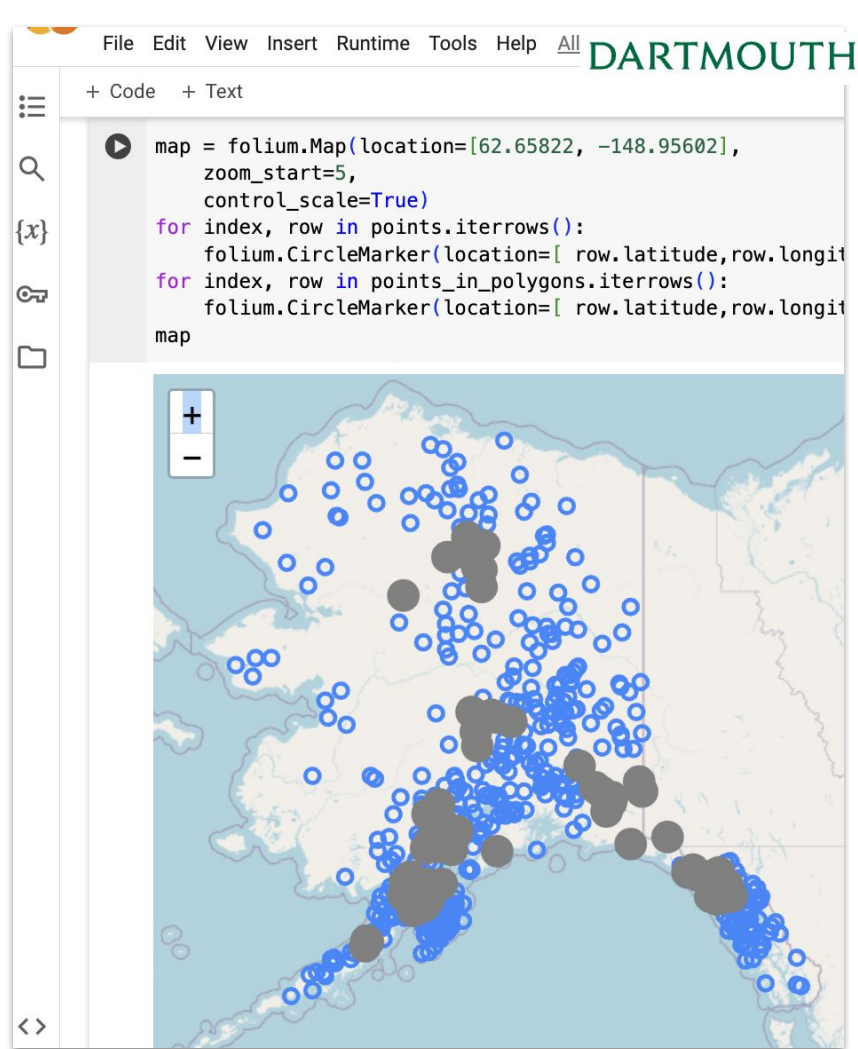 File Edit View Insert Runtime Tools Help All
DARTMOUTH
+ Code + Text
map = folium.Map(location=[62.65822, -148.95602],
zoom_start=5,
control_scale=True)
for index, row in points.iterrows():
folium.CircleMarker(location=[ row.latitude,row.longit
for index, row in points_in_polygons.iterrows():
folium.CircleMarker(location=[ row.latitude,row.longit
map
{x}
+
−
<>